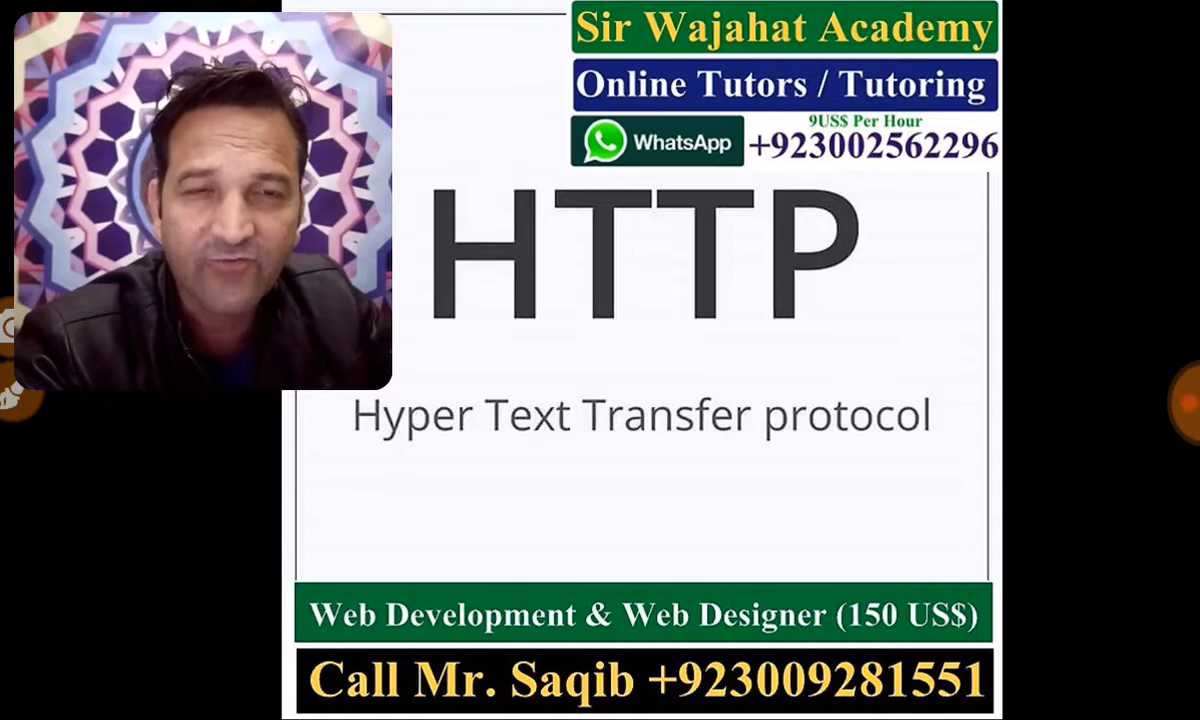 Sir Wajahat Academy
Online Tutors / Tutoring
9US$ Per Hour
WhatsApp +923002562296
HTTP
Hyper Text Transfer protocol
Web Development & Web Designer (150 US$)
Call Mr. Saqib +923009281551